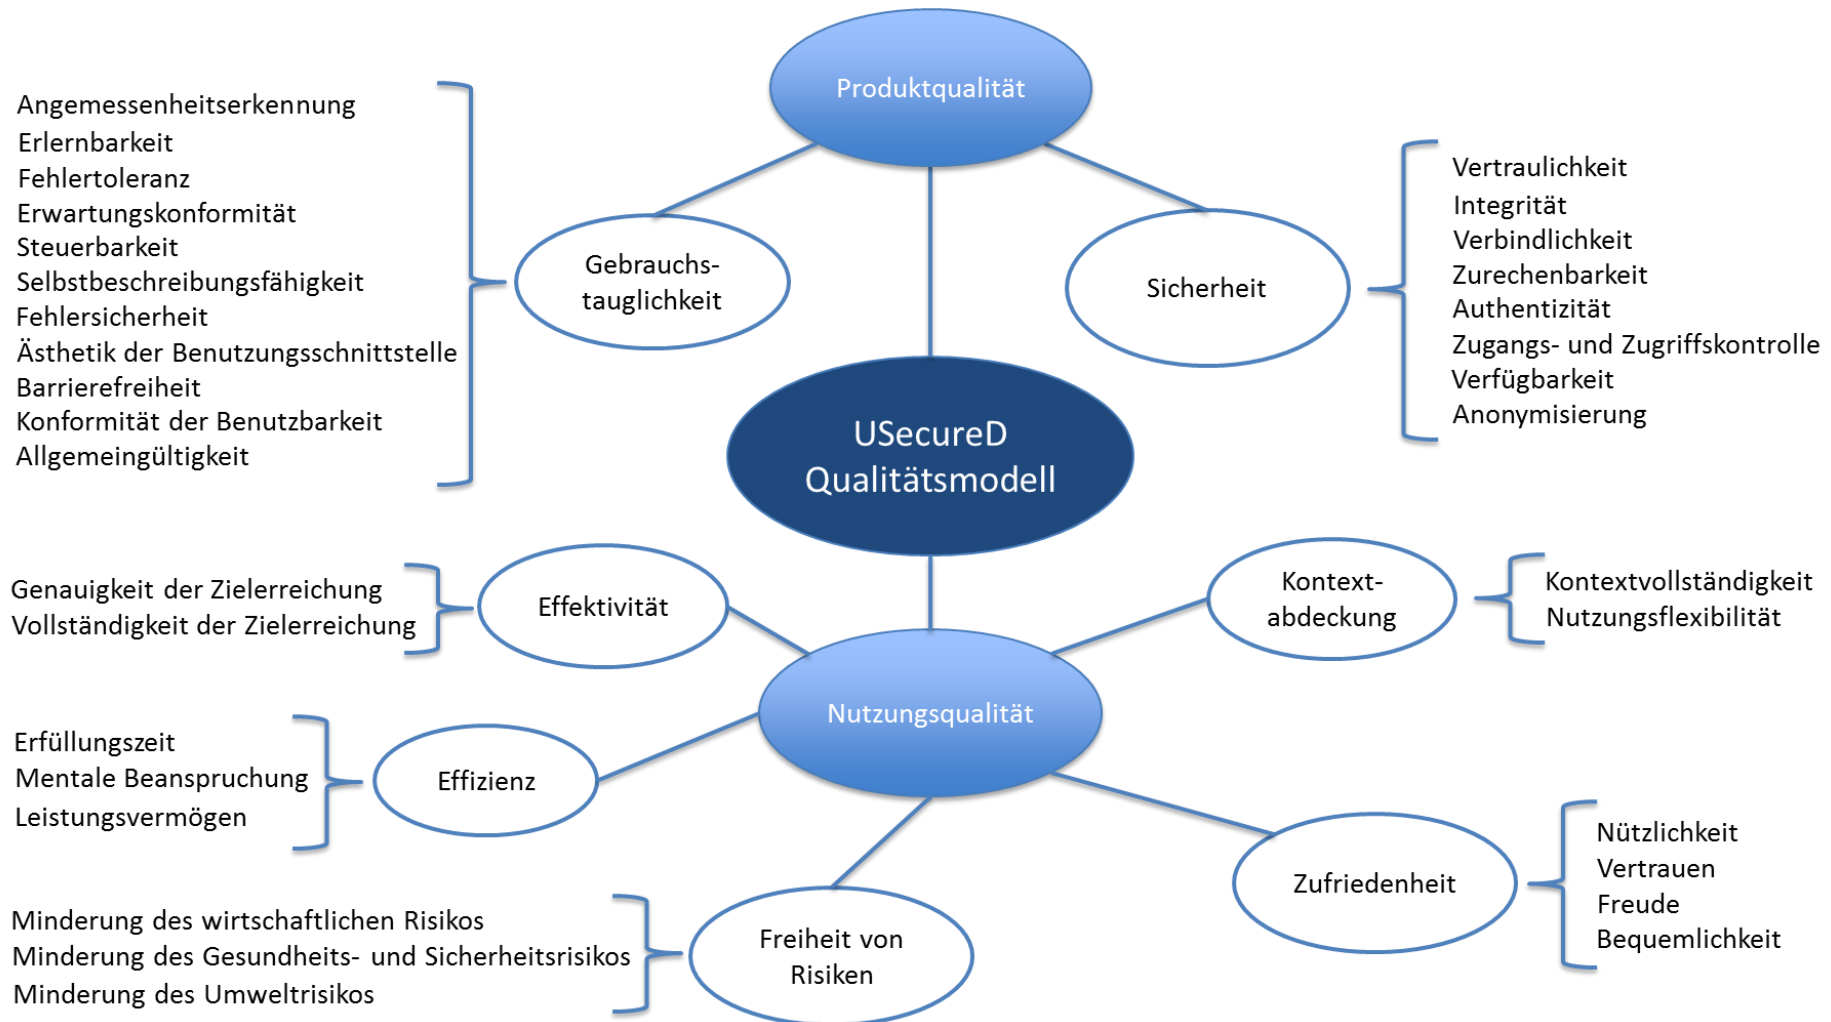 Produktqualität
Angemessenheitserkennung
Erlernbarkeit
Fehlertoleranz
Erwartungskonformität
Steuerbarkeit
Selbstbeschreibungsfähigkeit
Fehlersicherheit
Ästhetik der Benutzungsschnittstelle
Barrierefreiheit
Konformität der Benutzbarkeit
Allgemeingültigkeit
Gebrauchs-
tauglichkeit
Sicherheit
Vertraulichkeit
Integrität
Verbindlichkeit
Zurechenbarkeit
Authentizität
Zugangs- und Zugriffskontrolle
Verfügbarkeit
Anonymisierung
USecureD
Qualitätsmodell
Genauigkeit der Zielerreichung
Vollständigkeit der Zielerreichung
Effektivität
Kontext-
abdeckung
Kontextvollständigkeit
Nutzungsflexibilität
Nutzungsqualität
Erfüllungszeit
Mentale Beanspruchung
Leistungsvermögen
Effizienz
Zufriedenheit
Nützlichkeit
Vertrauen
Freude
Bequemlichkeit
Minderung des wirtschaftlichen Risikos
Minderung des Gesundheits- und Sicherheitsrisikos
Minderung des Umweltrisikos
Freiheit von
Risiken